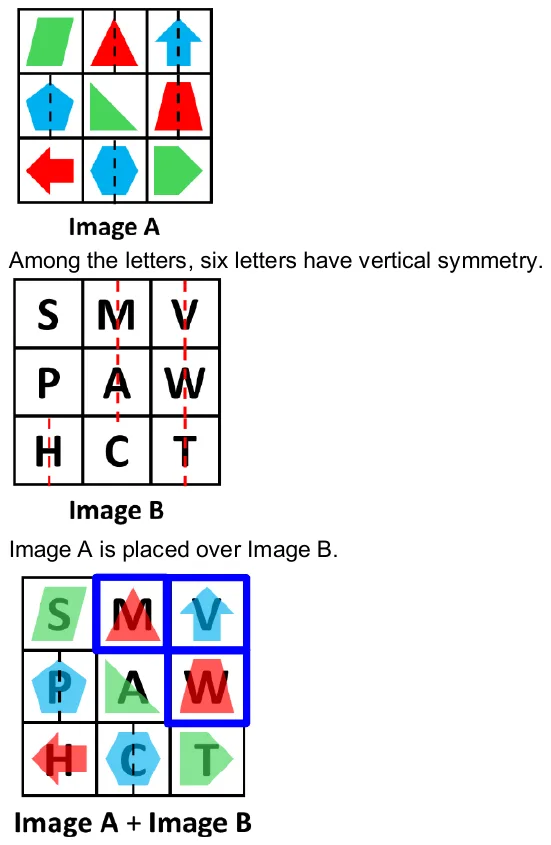 Image A
Among the letters, six letters have vertical symmetry.
S M V
P A W
H C T
Image B
Image A is placed over Image B.
S M V
P A W
H C T
Image A + Image B